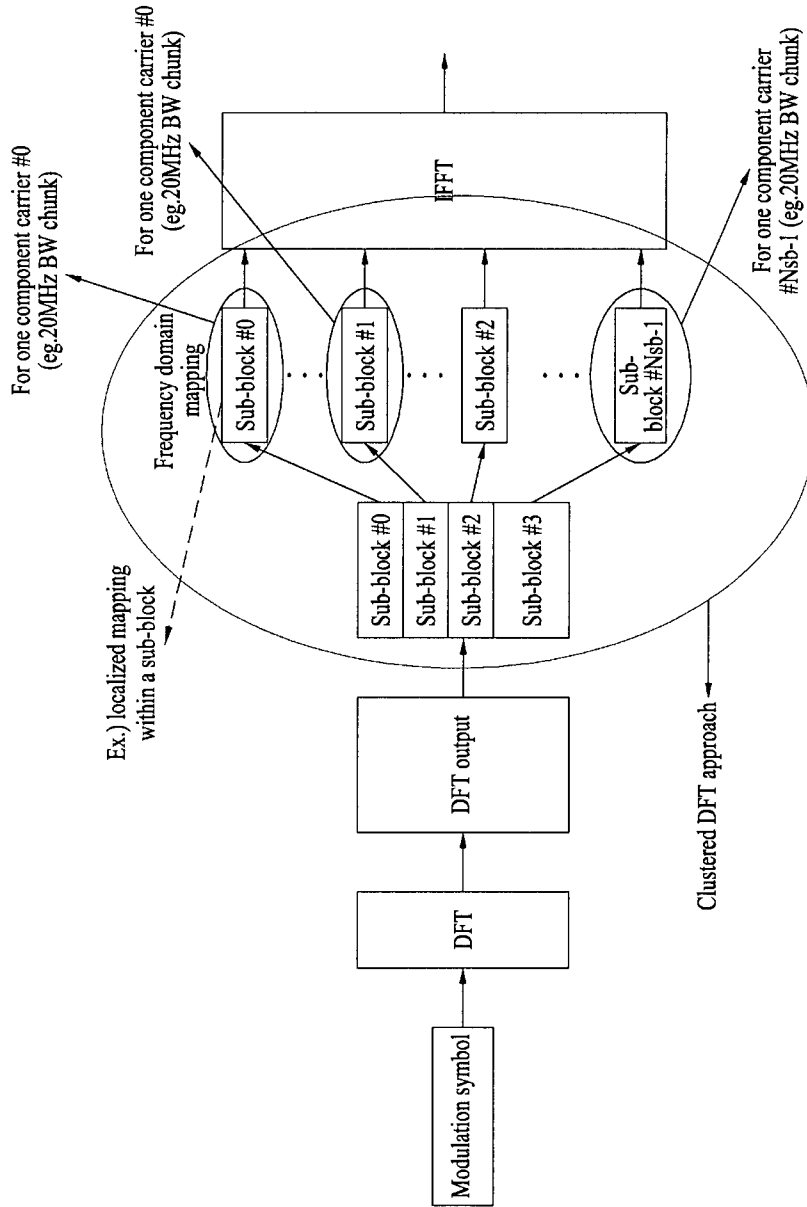 Modulation symbol
DFT
DFT output
Sub-block #0
Sub-block #1
Sub-block #2
Sub-block #3
Ex.) localized mapping
within a sub-block
Frequency domain
mapping
Sub-block #0
Sub-block #1
Sub-block #2
Sub-
block #Nsb-1
IFFT
For one component carrier #0
(eg.20MHz BW chunk)
For one component carrier #0
(eg.20MHz BW chunk)
For one component carrier
#Nsb-1 (eg.20MHz BW chunk)
Clustered DFT approach